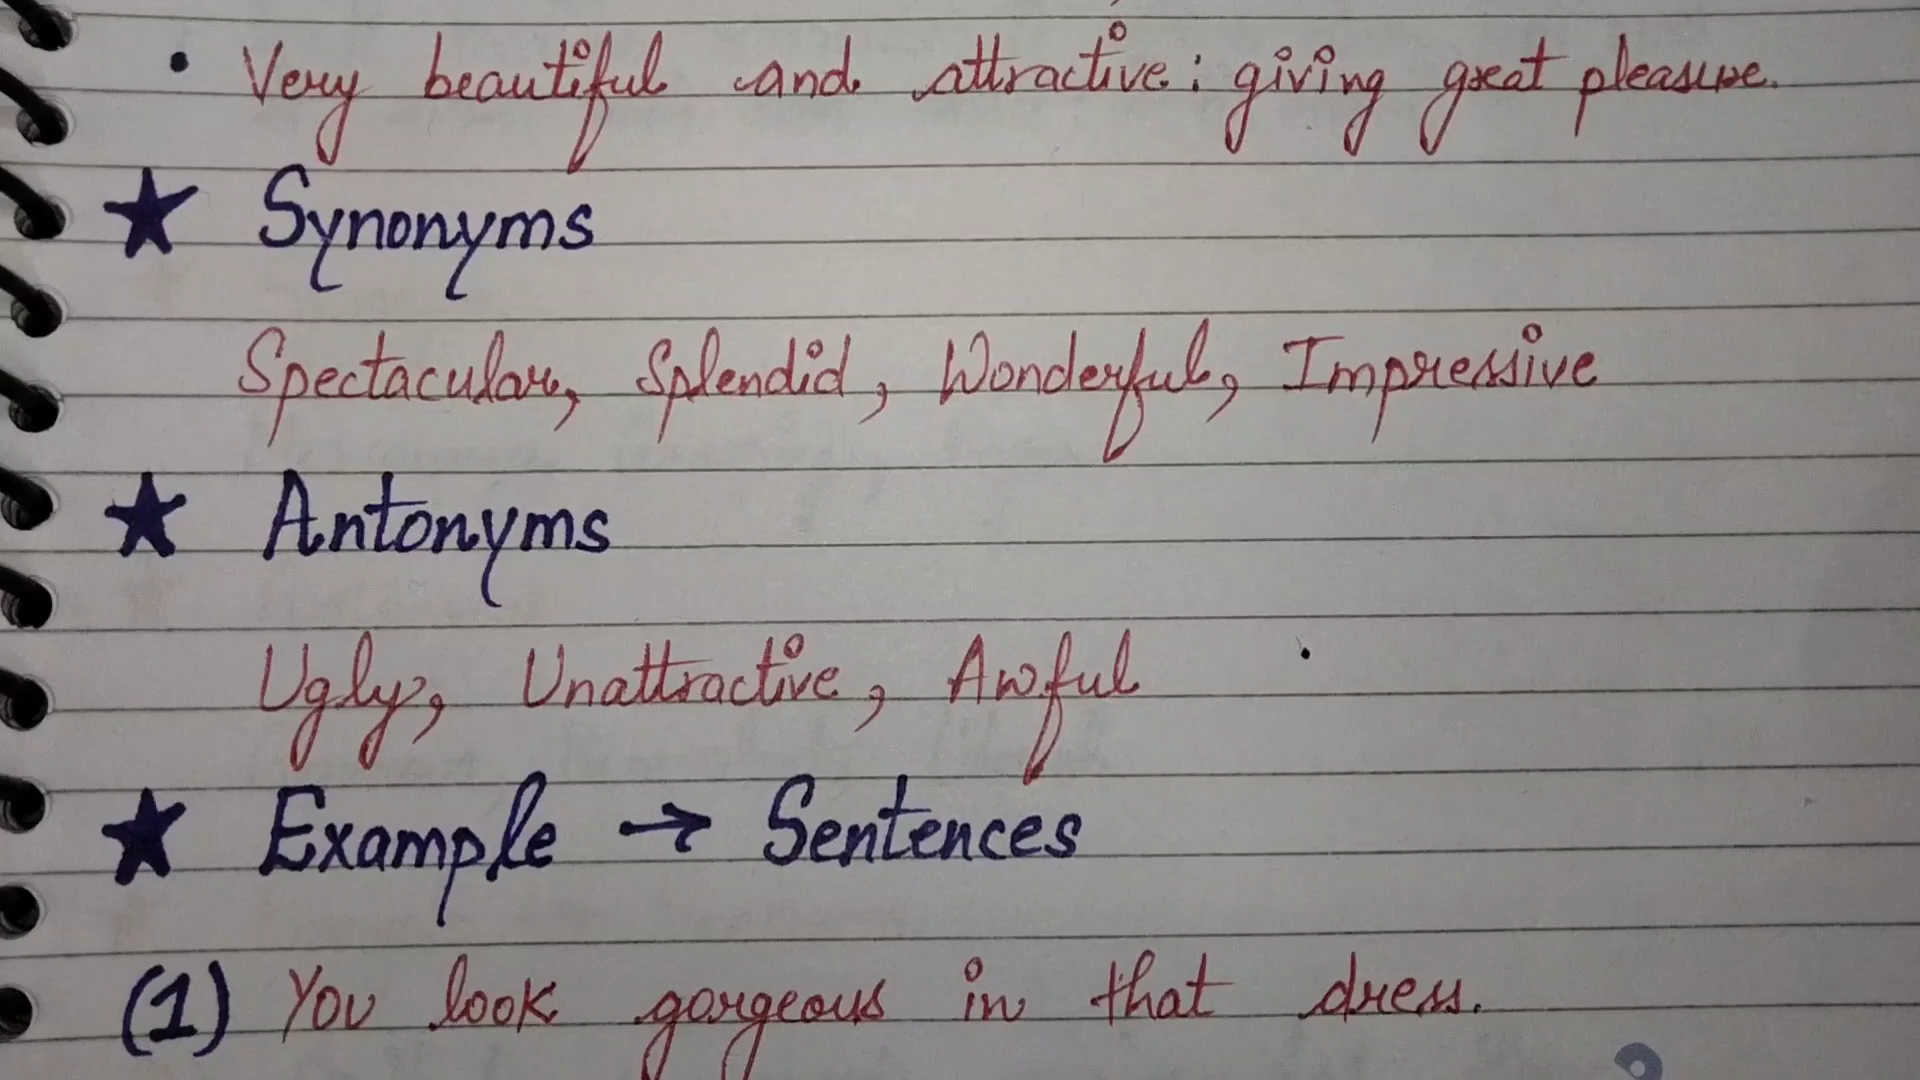 • Very beautiful and attractive; giving great pleasure.
★ Synonyms
Spectacular, Splendid, Wonderful, Impressive
★ Antonyms
Ugly, Unattractive, Awful
★ Example → Sentences
(1) You look gorgeous in that dress.